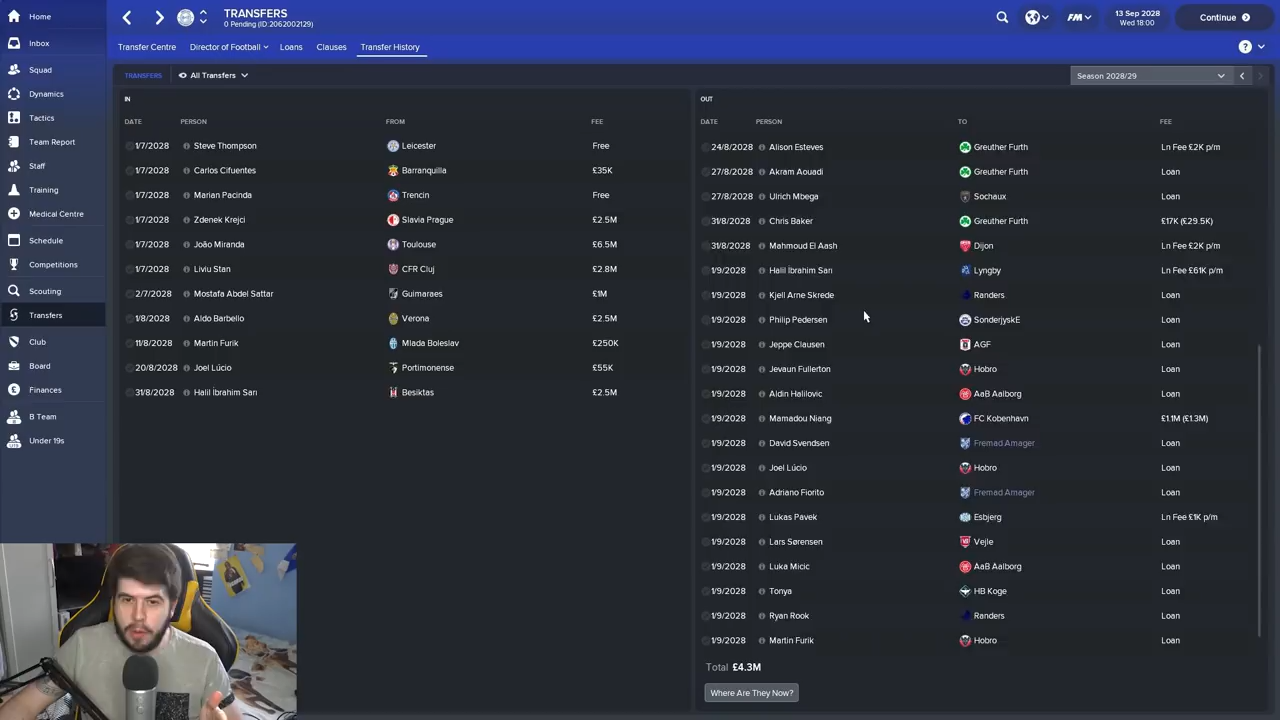 Home
Inbox
Squad
Dynamics
Tactics
Team Report
Staff
Training
Medical Centre
Schedule
Competitions
Scouting
Transfers
Club
Board
Finances
B Team
Under 19s
TRANSFERS
0 Pending (ID:2062002129)
FM
13 Sep 2028
Wed 18:00
Continue
Transfer Centre Director of Football Loans Clauses Transfer History
TRANSFERS All Transfers Season 2028/29
IN
DATE PERSON FROM FEE
1/7/2028 Steve Thompson Leicester Free
1/7/2028 Carlos Cifuentes Barranquilla £35K
1/7/2028 Marian Pacinda Trencin Free
1/7/2028 Zdenek Krejci Slavia Prague £2.5M
1/7/2028 João Miranda Toulouse £6.5M
1/7/2028 Liviu Stan CFR Cluj £2.8M
2/7/2028 Mostafa Abdel Sattar Guimaraes £1M
1/8/2028 Aldo Barbello Verona £2.5M
11/8/2028 Martin Furik Mlada Boleslav £250K
20/8/2028 Joel Lúcio Portimonense £55K
31/8/2028 Halil İbrahim Sarı Besiktas £2.5M
OUT
DATE PERSON TO FEE
24/8/2028 Alison Esteves Greuther Furth Ln Fee £2K p/m
27/8/2028 Akram Aouadi Greuther Furth Loan
27/8/2028 Ulrich Mbega Sochaux Loan
31/8/2028 Chris Baker Greuther Furth £17K (£29.5K)
31/8/2028 Mahmoud El Aash Dijon Ln Fee £2K p/m
1/9/2028 Halil İbrahim Sarı Lyngby Ln Fee £61K p/m
1/9/2028 Kjell Arne Skrede Randers Loan
1/9/2028 Philip Pedersen SonderjyskE Loan
1/9/2028 Jeppe Clausen AGF Loan
1/9/2028 Jevaun Fullerton Hobro Loan
1/9/2028 Aldin Halilovic AaB Aalborg Loan
1/9/2028 Mamadou Niang FC Kobenhavn £1.1M (£1.3M)
1/9/2028 David Svendsen Fremad Amager Loan
1/9/2028 Joel Lúcio Hobro Loan
1/9/2028 Adriano Fiorito Fremad Amager Loan
1/9/2028 Lukas Pavek Esbjerg Ln Fee £1K p/m
1/9/2028 Lars Sørensen Vejle Loan
1/9/2028 Luka Micic AaB Aalborg Loan
1/9/2028 Tonya HB Koge Loan
1/9/2028 Ryan Rook Randers Loan
1/9/2028 Martin Furik Hobro Loan
Total £4.3M
Where Are They Now?